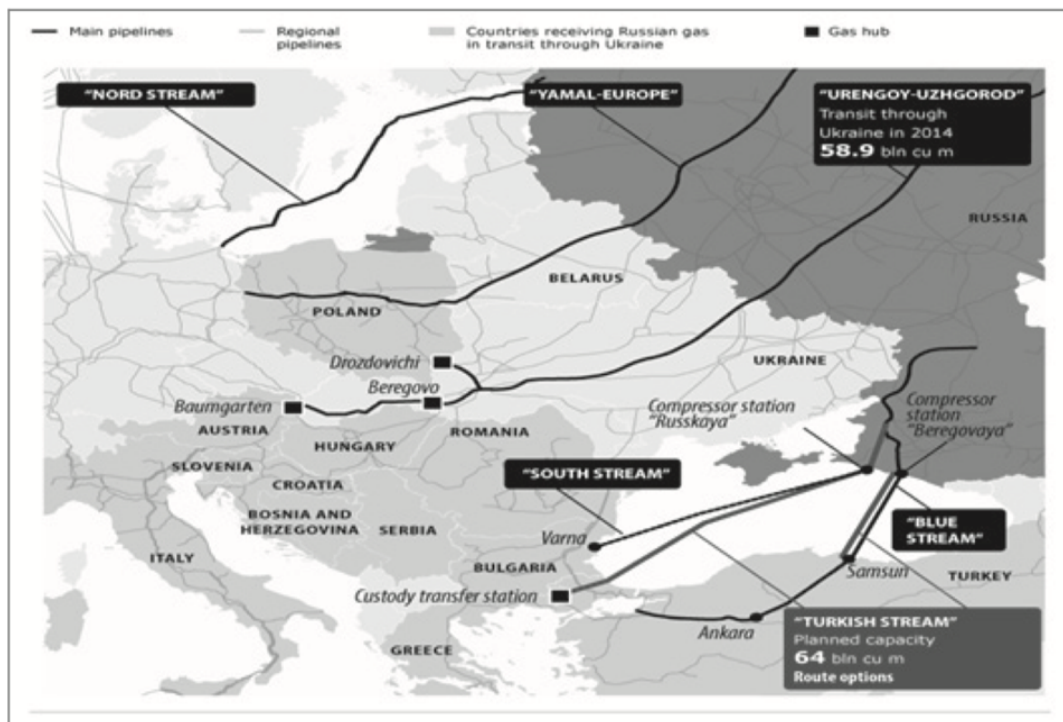 Main pipelines
Regional
pipelines
Countries receiving Russian gas
in transit through Ukraine
Gas hub
"NORD STREAM"
"YAMAL-EUROPE"
"URENGOY-UZHGOROD"
Transit through
Ukraine in 2014
58.9 bln cu m
RUSSIA
BELARUS
POLAND
Drozdovichi
UKRAINE
Beregovo
Baumgarten
Compressor station
"Russkaya"
Compressor
station
"Beregovaya"
AUSTRIA
ROMANIA
HUNGARY
SLOVENIA
"SOUTH STREAM"
CROATIA
BOSNIA AND
HERZEGOVINA
SERBIA
"BLUE
STREAM"
Varna
ITALY
BULGARIA
Samsun
TURKEY
Custody transfer station
"TURKISH STREAM"
Planned capacity
64 bln cu m
Route options
Ankara
GREECE